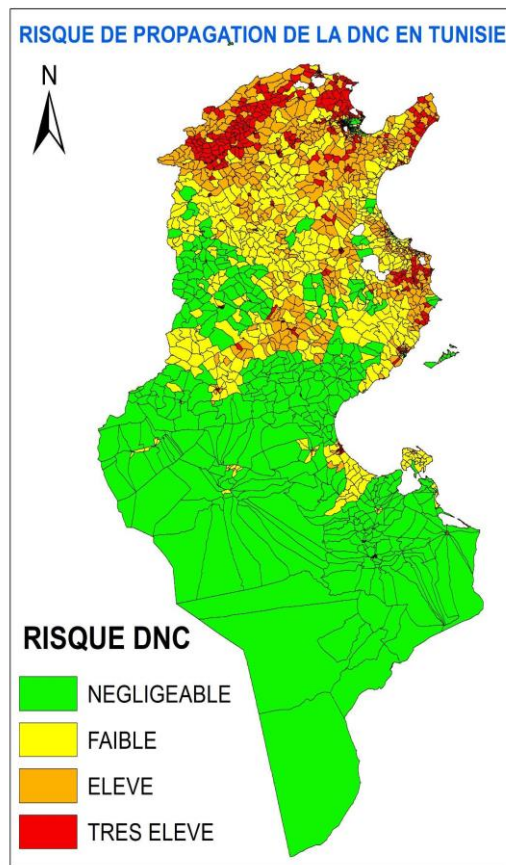 RISQUE DE PROPAGATION DE LA DNC EN TUNISIE
N
RISQUE DNC
NEGLIGEABLE
FAIBLE
ELEVE
TRES ELEVE